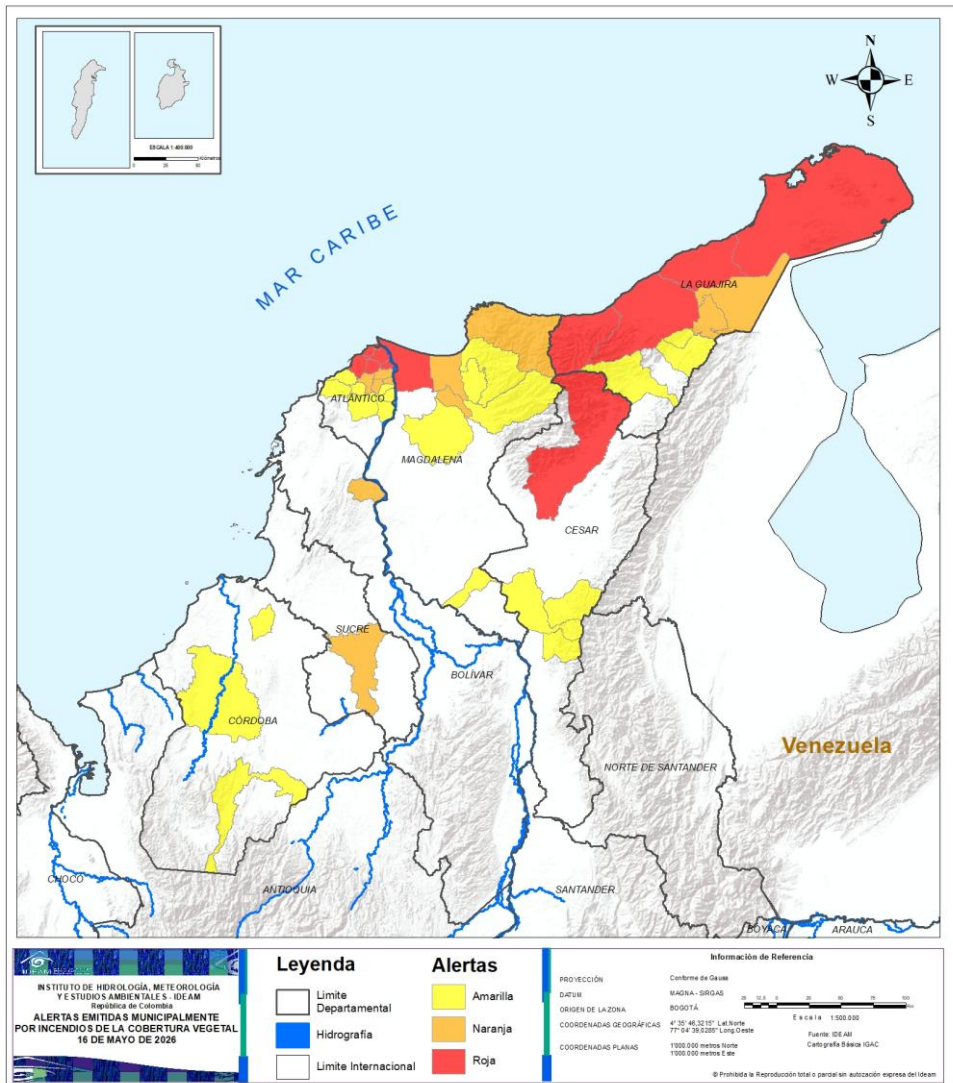 ESCALA 1:400.000
Kilómetros
N
W
E
S
MAR CARIBE
LA GUAJIRA
ATLÁNTICO
MAGDALENA
CESAR
SUCRE
BOLÍVAR
CÓRDOBA
Venezuela
NORTE DE SANTANDER
CHOCÓ
ANTIOQUIA
SANTANDER
BOYACÁ
ARAUCA
IDEAM
INSTITUTO DE HIDROLOGÍA, METEOROLOGÍA
Y ESTUDIOS AMBIENTALES - IDEAM
República de Colombia
ALERTAS EMITIDAS MUNICIPALMENTE
POR INCENDIOS DE LA COBERTURA VEGETAL
16 DE MAYO DE 2026
Leyenda
Limite
Departamental
Hidrografía
Limite Internacional
Alertas
Amarilla
Naranja
Roja
Información de Referencia
PROYECCIÓN Conforme de Gauss
DATUM MAGNA - SIRGAS
ORIGEN DE LA ZONA BOGOTÁ
COORDENADAS GEOGRÁFICAS 4° 35' 46,3215" Lat.Norte
77° 04' 39,0285" Long.Oeste
COORDENADAS PLANAS 1'000.000 metros Norte
1'000.000 metros Este
Escala 1:500.000
Fuente: IDEAM
Cartografía Básica IGAC
© Prohibida la Reproducción total o parcial sin autorización expresa del Ideam